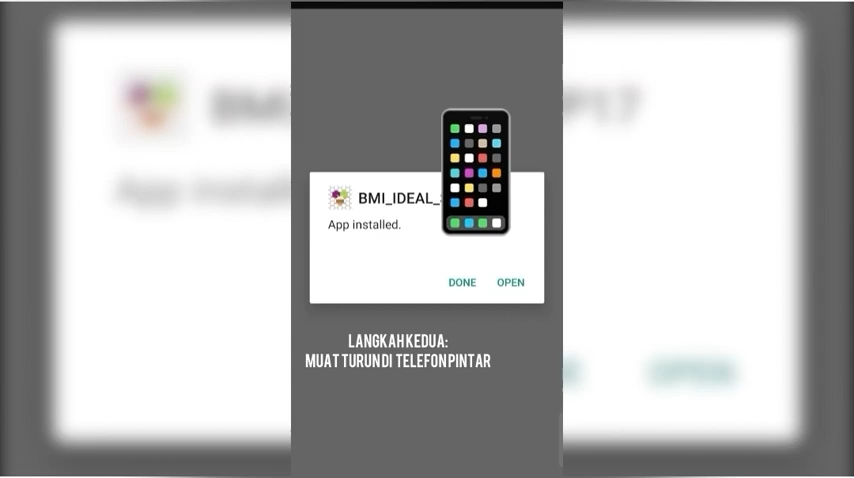 BMI_IDEAL_
App installed.
DONE
OPEN
LANGKAH KEDUA:
MUAT TURUN DI TELEFON PINTAR